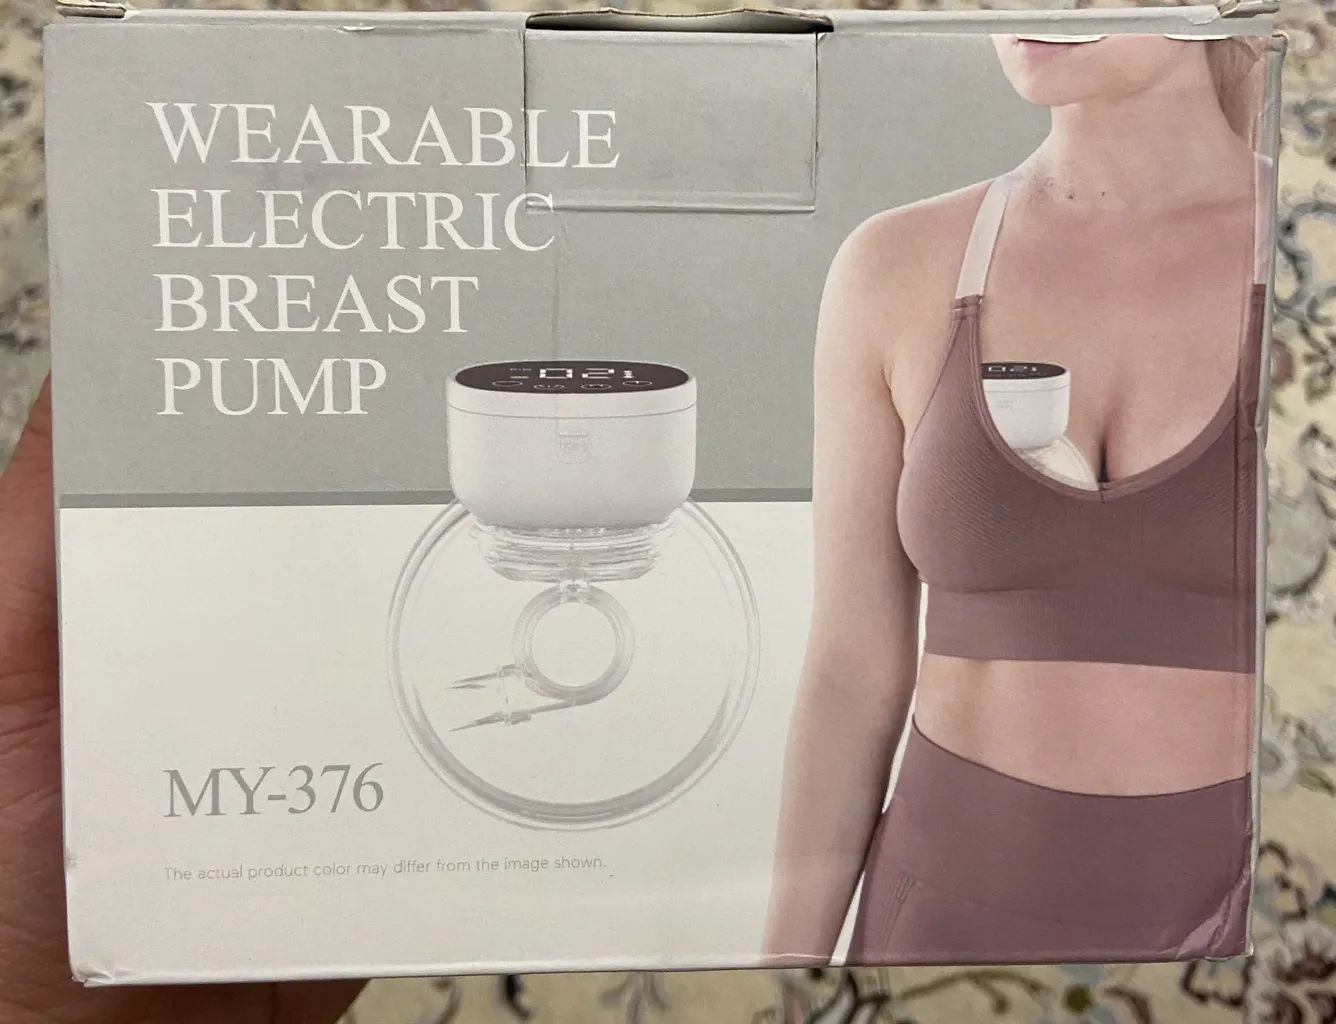 WEARABLE
ELECTRIC
BREAST
PUMP
MY-376
The actual product color may differ from the image shown.